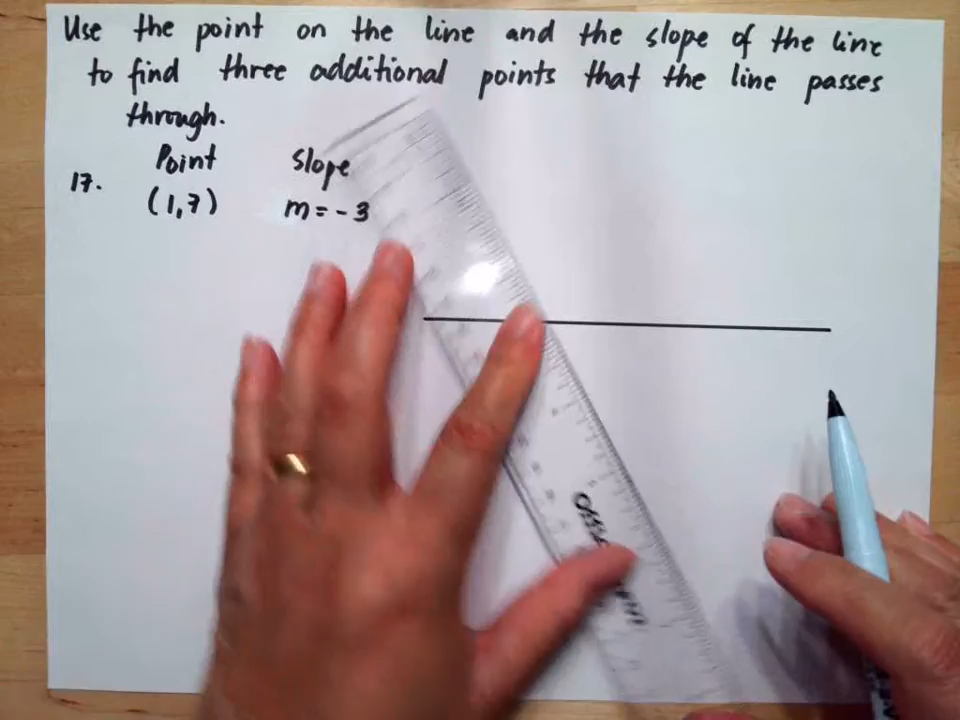 Use the point on the line and the slope of the line
to find three additional points that the line passes
through.
Point Slope
17. (1,7) m = -3